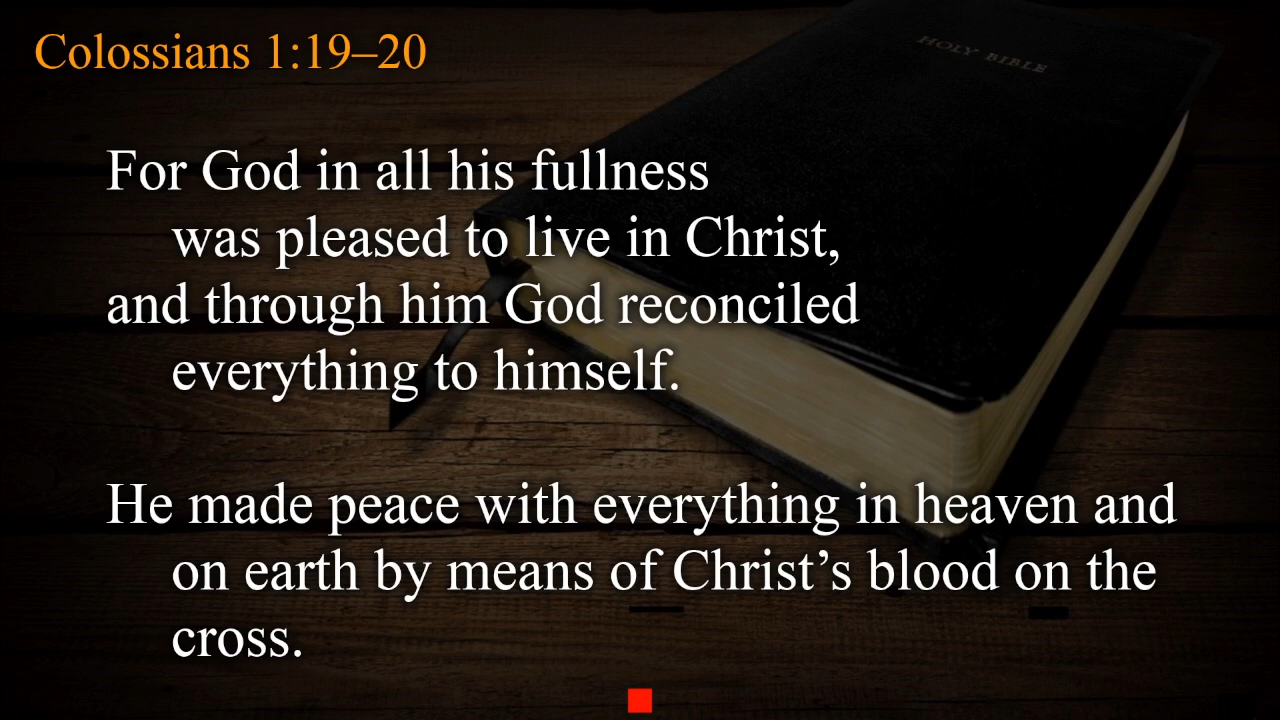 Colossians 1:19–20
HOLY BIBLE
For God in all his fullness
was pleased to live in Christ,
and through him God reconciled
everything to himself.
He made peace with everything in heaven and
on earth by means of Christ’s blood on the
cross.